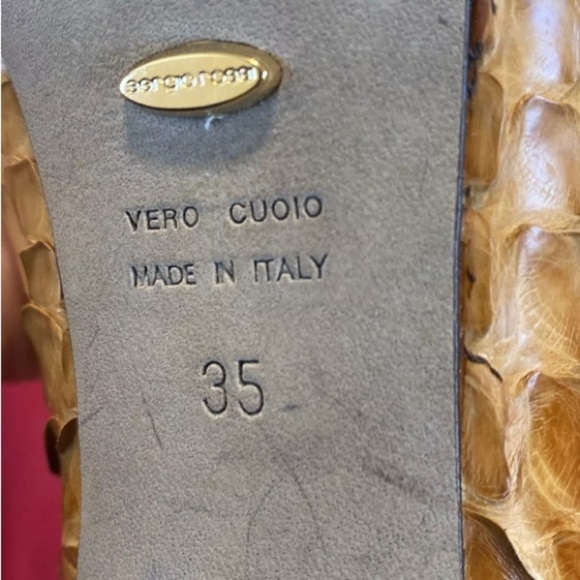 sergio rossi
VERO CUOIO
MADE IN ITALY
35